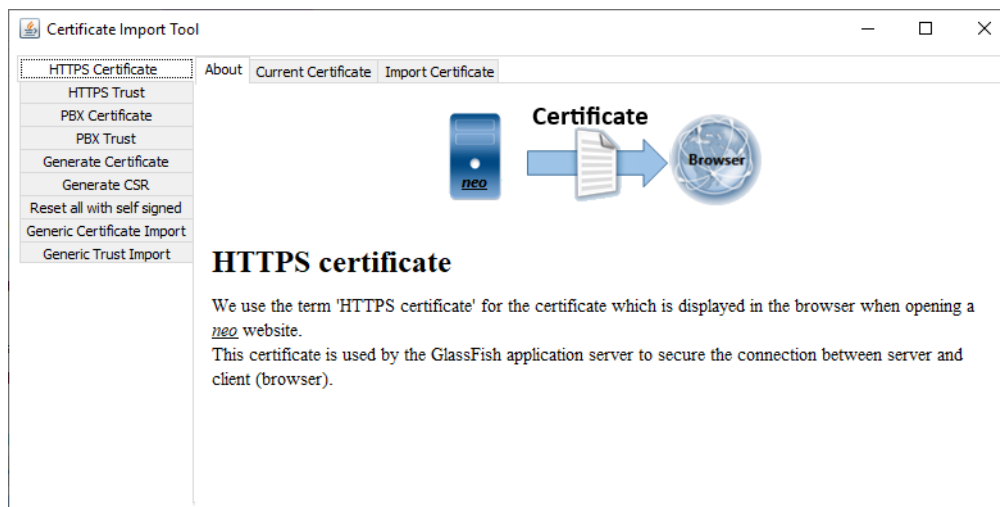 Certificate Import Tool
HTTPS Certificate
HTTPS Trust
PBX Certificate
PBX Trust
Generate Certificate
Generate CSR
Reset all with self signed
Generic Certificate Import
Generic Trust Import
About Current Certificate Import Certificate
Certificate
neo
Browser
HTTPS certificate
We use the term 'HTTPS certificate' for the certificate which is displayed in the browser when opening a
neo website.
This certificate is used by the GlassFish application server to secure the connection between server and
client (browser).